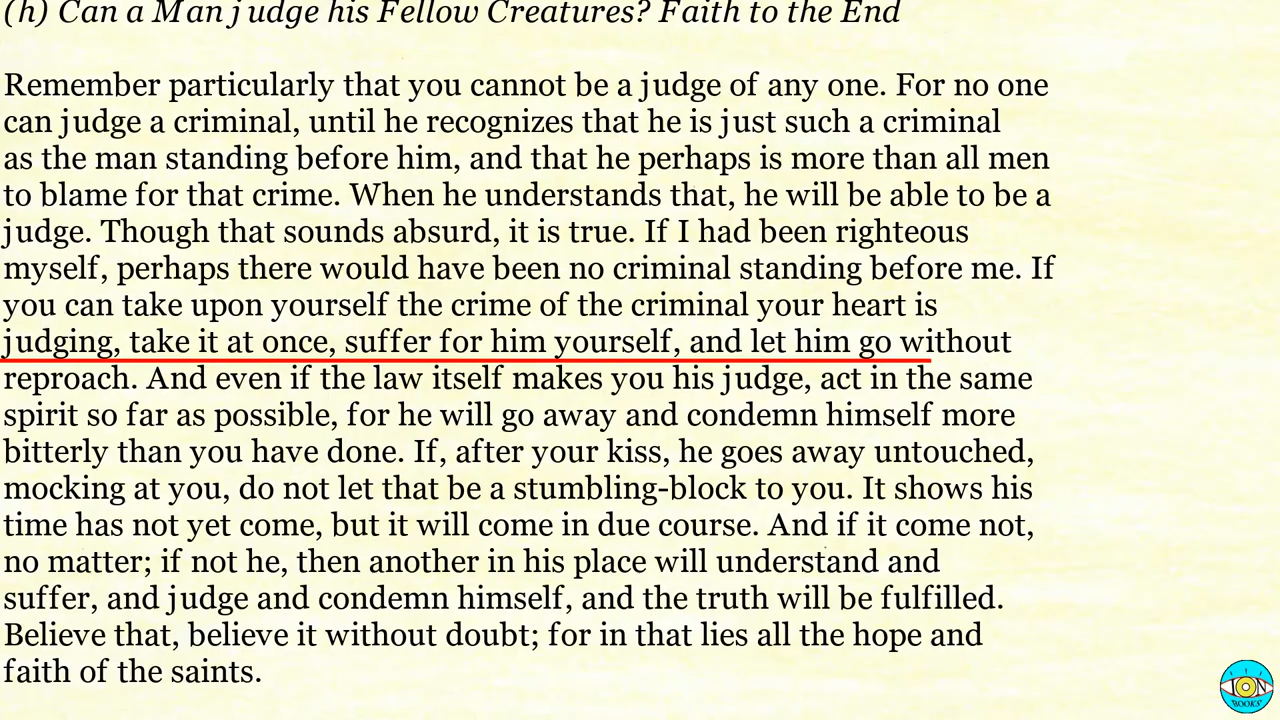 (h) Can a Man judge his Fellow Creatures? Faith to the End
Remember particularly that you cannot be a judge of any one. For no one
can judge a criminal, until he recognizes that he is just such a criminal
as the man standing before him, and that he perhaps is more than all men
to blame for that crime. When he understands that, he will be able to be a
judge. Though that sounds absurd, it is true. If I had been righteous
myself, perhaps there would have been no criminal standing before me. If
you can take upon yourself the crime of the criminal your heart is
judging, take it at once, suffer for him yourself, and let him go without
reproach. And even if the law itself makes you his judge, act in the same
spirit so far as possible, for he will go away and condemn himself more
bitterly than you have done. If, after your kiss, he goes away untouched,
mocking at you, do not let that be a stumbling-block to you. It shows his
time has not yet come, but it will come in due course. And if it come not,
no matter; if not he, then another in his place will understand and
suffer, and judge and condemn himself, and the truth will be fulfilled.
Believe that, believe it without doubt; for in that lies all the hope and
faith of the saints.
ION
BOOKS